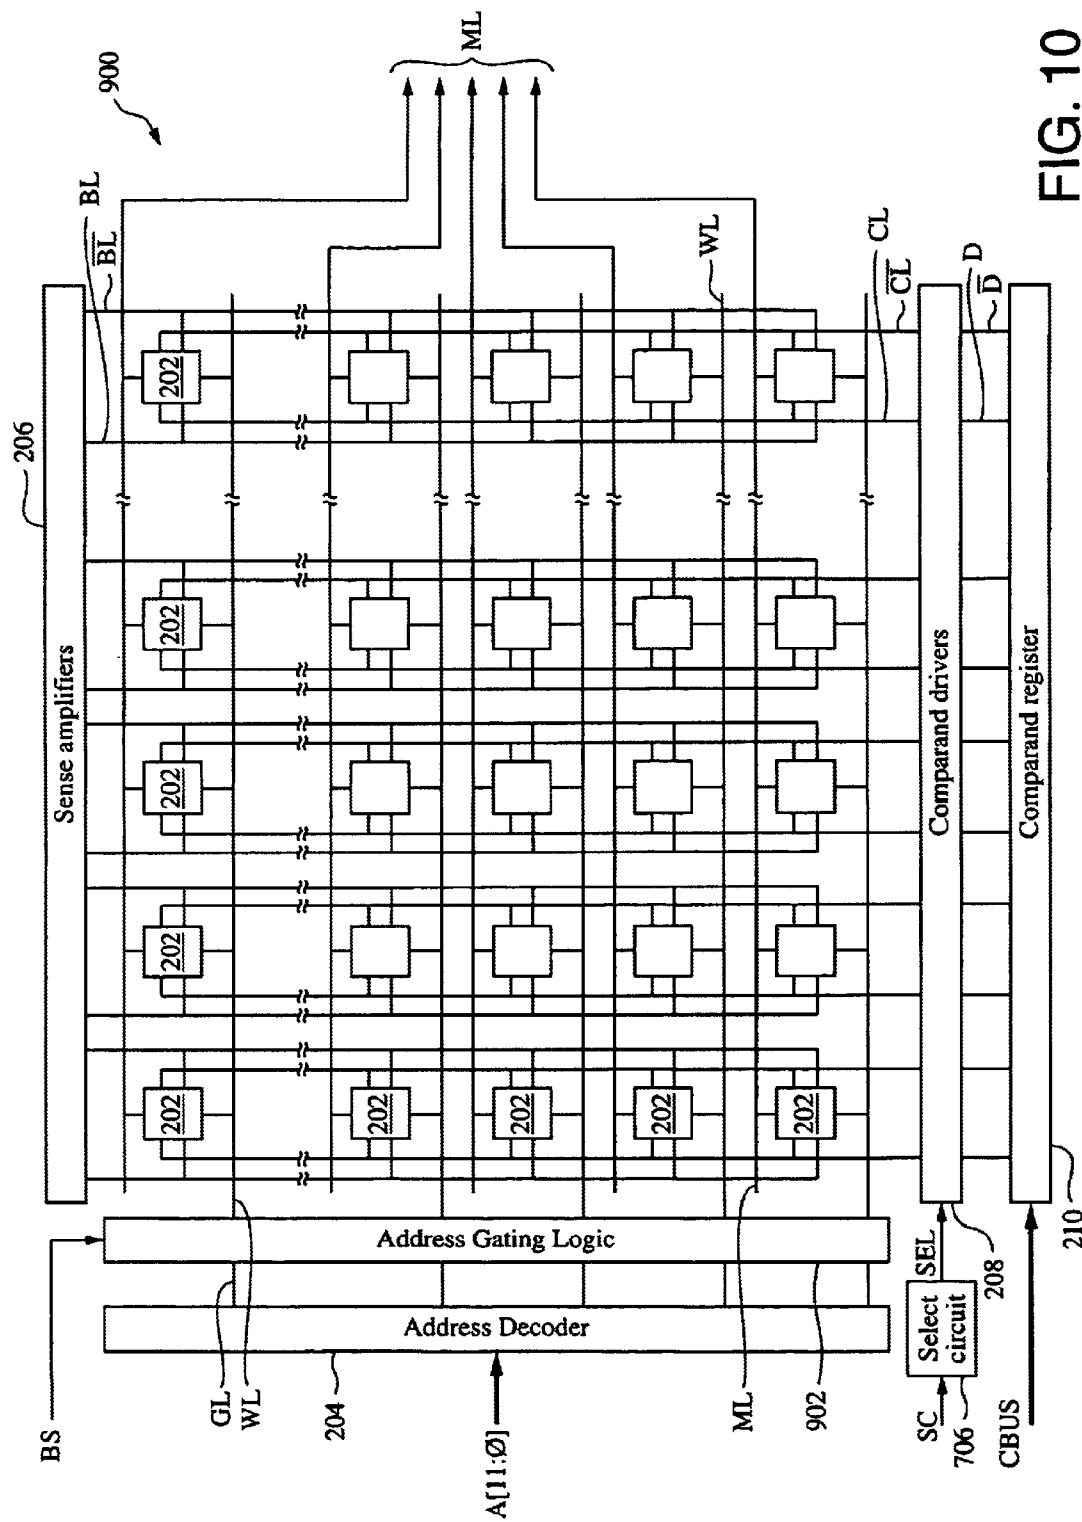 BS
206
Sense amplifiers
900
B̅L̅
BL
ML
GL
WL
204
Address Decoder
Address Gating Logic
A[11:Ø]
202
202
202
202
202
202
202
202
202
ML
902
WL
SC
706
Select
circuit
SEL
208
Comparand drivers
C̅L̅
CL
CBUS
210
Comparand register
D̅
D
FIG. 10